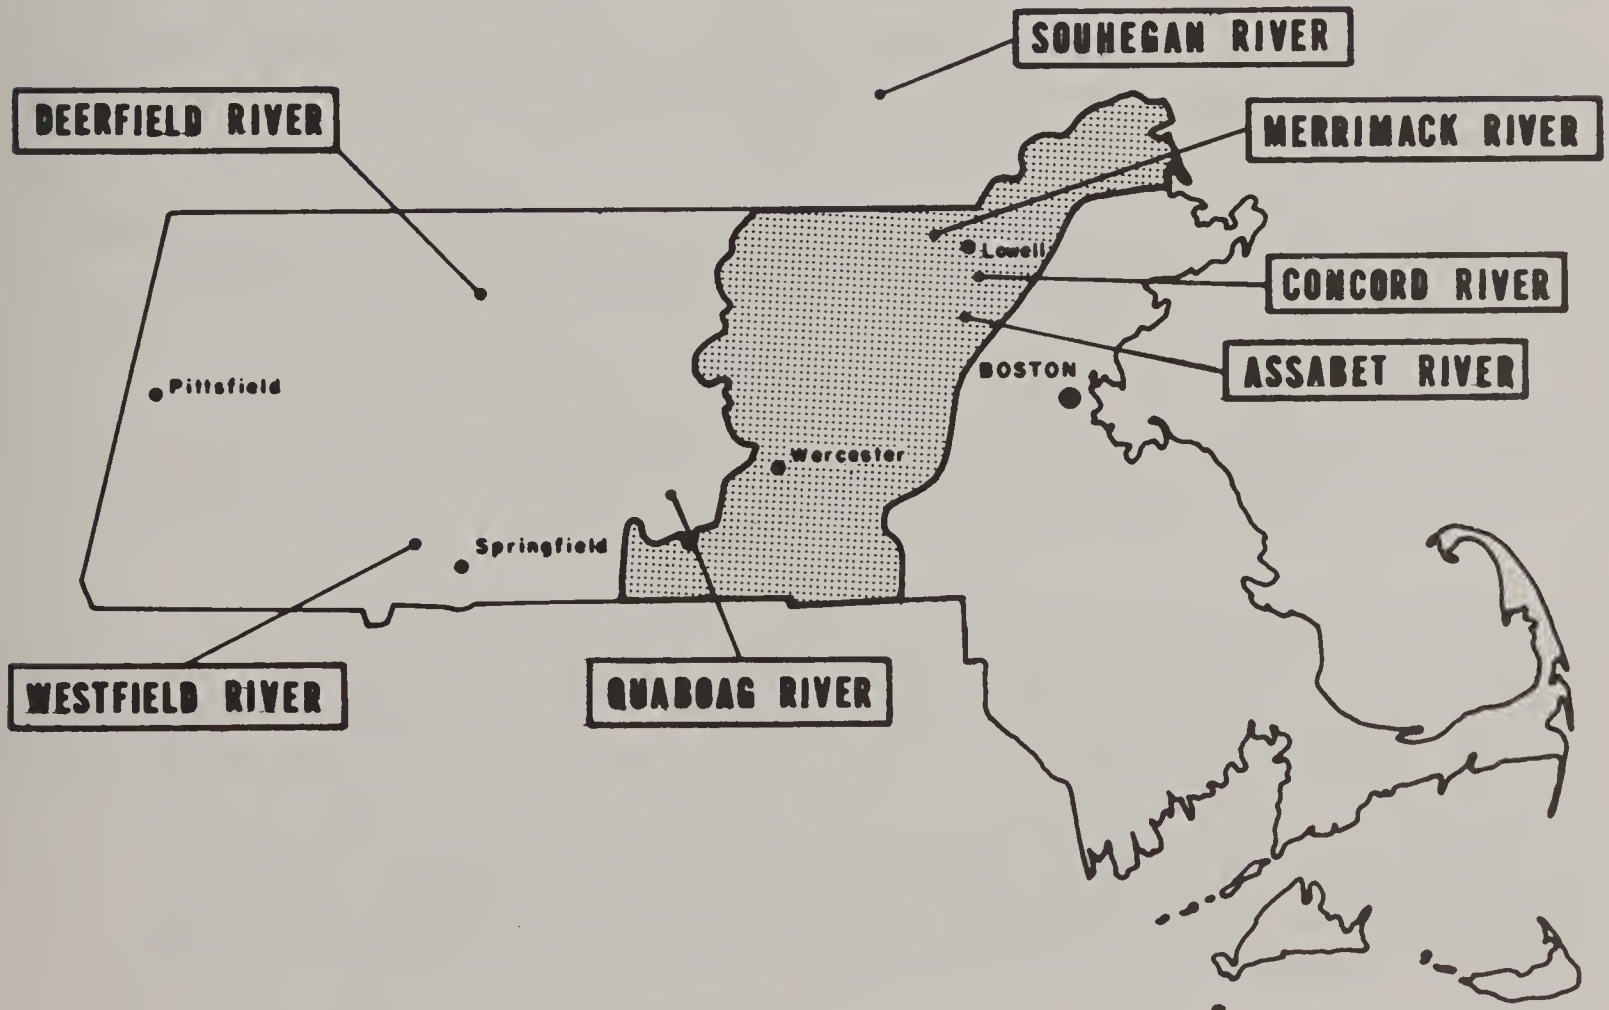 SOUHEGAN RIVER
DEERFIELD RIVER
MERRIMACK RIVER
Lowell
CONCORD RIVER
ASSABET RIVER
BOSTON
Pittsfield
Worcester
Springfield
WESTFIELD RIVER
QUABOAG RIVER